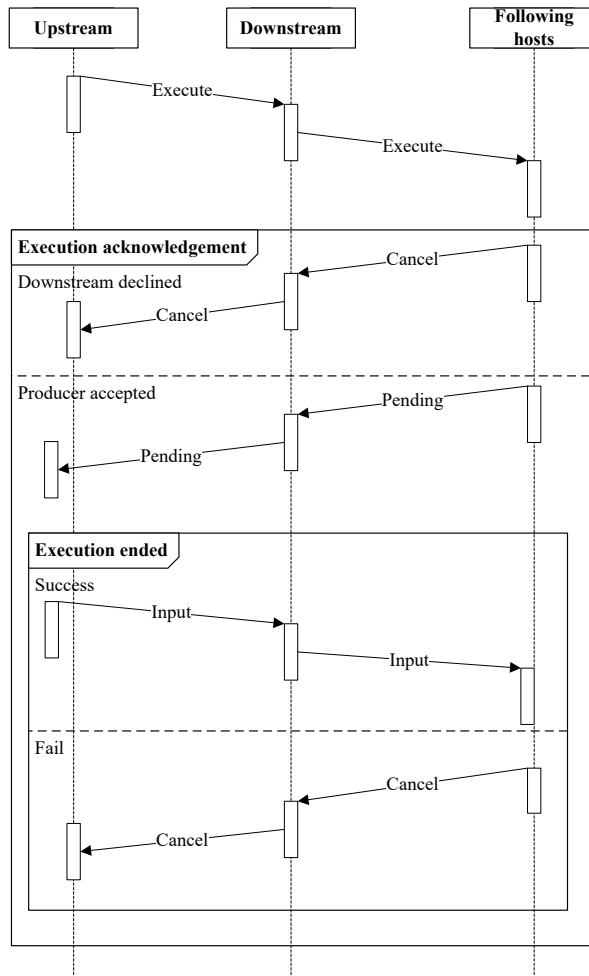 Upstream
Downstream
Following
hosts
Execute
Execute
Execution acknowledgement
Cancel
Downstream declined
Cancel
Producer accepted
Pending
Pending
Execution ended
Success
Input
Input
Fail
Cancel
Cancel